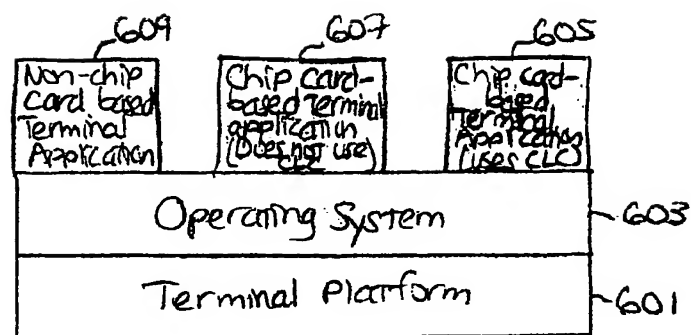 609
607
605
Non-chip
Card based
Terminal
Application
Chip card-
based terminal
application
(Does not use)
CLC
Chip card-
based
Terminal
Application
(uses CLC)
Operating System
603
Terminal Platform
601